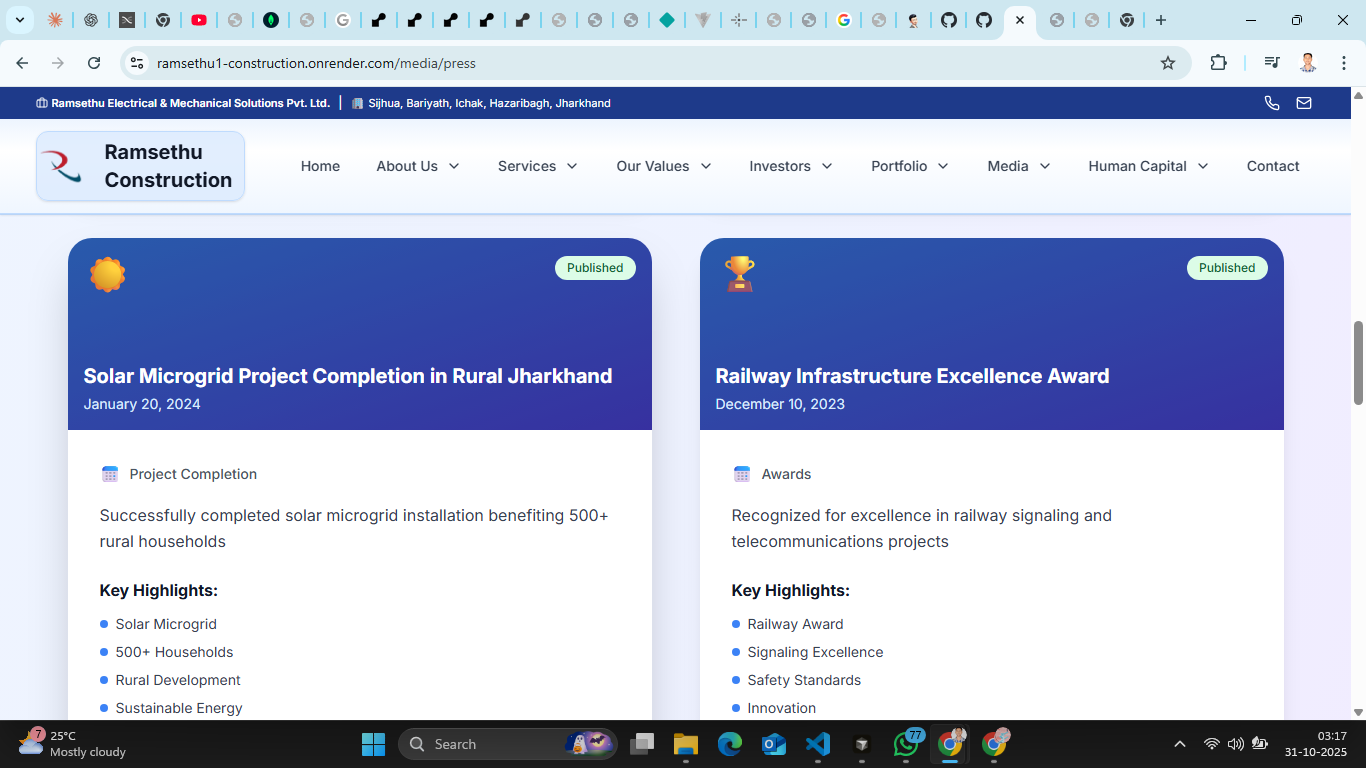 ramsethu1-construction.onrender.com/media/press
Ramsethu Electrical & Mechanical Solutions Pvt. Ltd. | Sijhua, Bariyath, Ichak, Hazaribagh, Jharkhand
Ramsethu
Construction
Home About Us Services Our Values Investors Portfolio Media Human Capital Contact
Published
Solar Microgrid Project Completion in Rural Jharkhand
January 20, 2024
Project Completion
Successfully completed solar microgrid installation benefiting 500+
rural households
Key Highlights:
Solar Microgrid
500+ Households
Rural Development
Sustainable Energy
Published
Railway Infrastructure Excellence Award
December 10, 2023
Awards
Recognized for excellence in railway signaling and
telecommunications projects
Key Highlights:
Railway Award
Signaling Excellence
Safety Standards
Innovation
7
25°C
Mostly cloudy
Search
77
03:17
31-10-2025